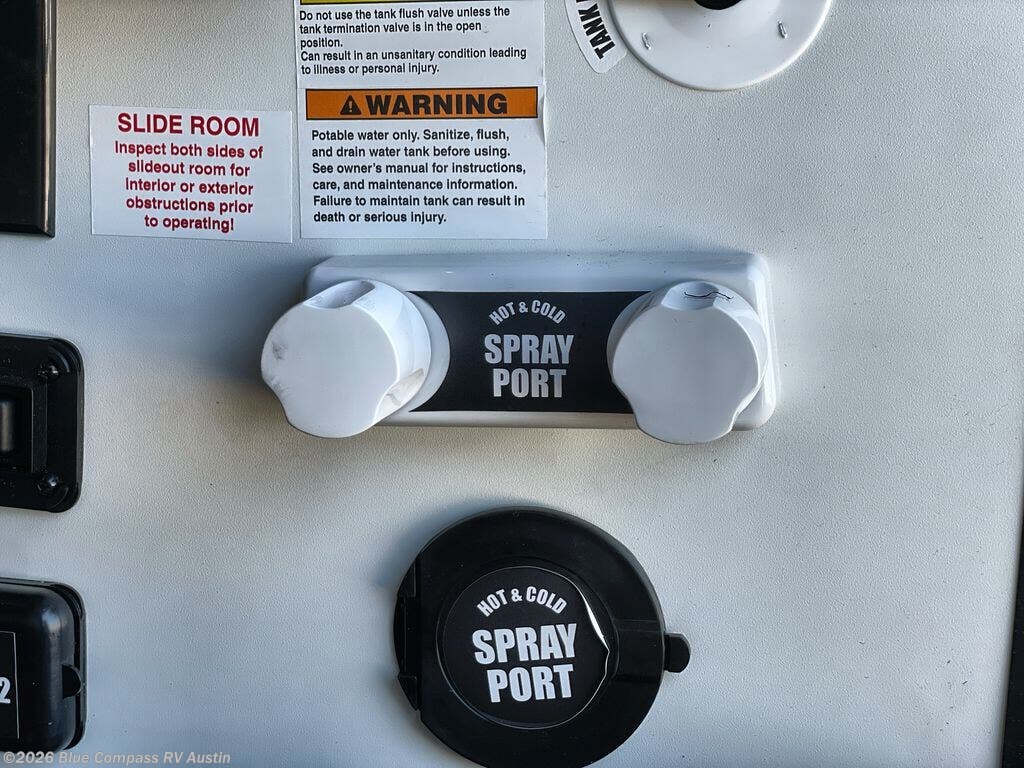 Do not use the tank flush valve unless the
tank termination valve is in the open
position.
Can result in an unsanitary condition leading
to illness or personal injury.
WARNING
Potable water only. Sanitize, flush,
and drain water tank before using.
See owner's manual for instructions,
care, and maintenance information.
Failure to maintain tank can result in
death or serious injury.
SLIDE ROOM
Inspect both sides of
slideout room for
Interior or exterior
obstructions prior
to operating!
TANK
HOT & COLD
SPRAY
PORT
HOT & COLD
SPRAY
PORT
2
©2026 Blue Compass RV Austin